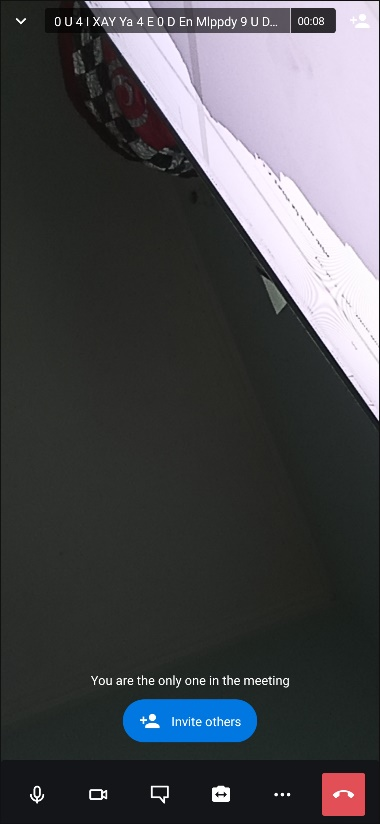 0 U 4 I XAY Ya 4 E 0 D En Mlppdy 9 U D...
00:08
You are the only one in the meeting
Invite others